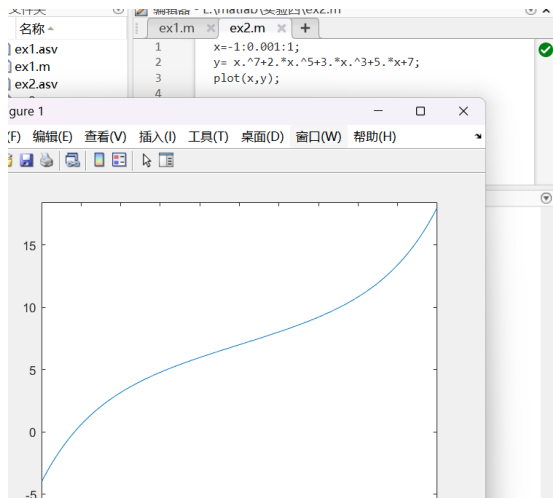 文件夹
编辑器 - E:\matlab\实验四\ex2.m
名称
ex1.m
ex2.m
+
ex1.asv
ex1.m
ex2.asv
1 x=-1:0.001:1;
2 y= x.^7+2.*x.^5+3.*x.^3+5.*x+7;
3 plot(x,y);
4
gure 1
(F) 编辑(E) 查看(V) 插入(I) 工具(T) 桌面(D) 窗口(W) 帮助(H)
15
10
5
0
-5